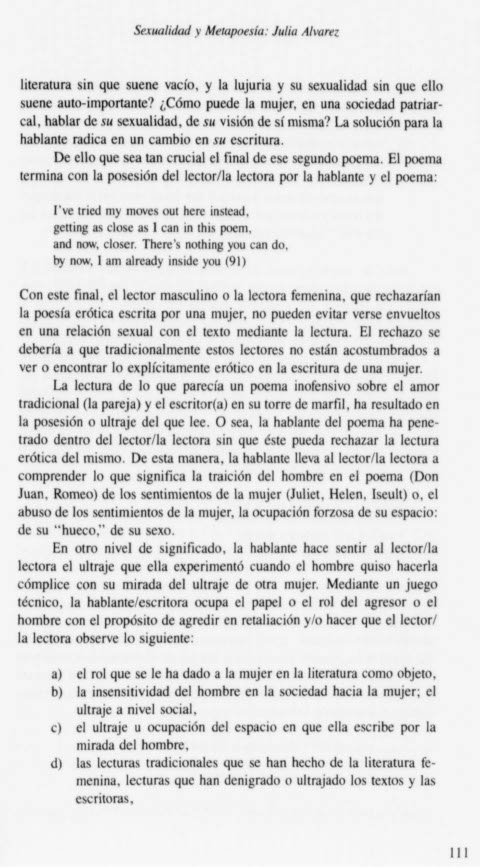 Sexualidad y Metapoesía: Julia Alvarez
literatura sin que suene vacío, y la lujuria y su sexualidad sin que ello
suene auto-importante? ¿Cómo puede la mujer, en una sociedad patriar-
cal, hablar de su sexualidad, de su visión de sí misma? La solución para la
hablante radica en un cambio en su escritura.
De ello que sea tan crucial el final de ese segundo poema. El poema
termina con la posesión del lector/la lectora por la hablante y el poema:
I've tried my moves out here instead,
getting as close as I can in this poem,
and now, closer. There's nothing you can do,
by now, I am already inside you (91)
Con este final, el lector masculino o la lectora femenina, que rechazarían
la poesía erótica escrita por una mujer, no pueden evitar verse envueltos
en una relación sexual con el texto mediante la lectura. El rechazo se
debería a que tradicionalmente estos lectores no están acostumbrados a
ver o encontrar lo explícitamente erótico en la escritura de una mujer.
La lectura de lo que parecía un poema inofensivo sobre el amor
tradicional (la pareja) y el escritor(a) en su torre de marfil, ha resultado en
la posesión o ultraje del que lee. O sea, la hablante del poema ha pene-
trado dentro del lector/la lectora sin que éste pueda rechazar la lectura
erótica del mismo. De esta manera, la hablante lleva al lector/la lectora a
comprender lo que significa la traición del hombre en el poema (Don
Juan, Romeo) de los sentimientos de la mujer (Juliet, Helen, Iseult) o, el
abuso de los sentimientos de la mujer, la ocupación forzosa de su espacio:
de su "hueco," de su sexo.
En otro nivel de significado, la hablante hace sentir al lector/la
lectora el ultraje que ella experimentó cuando el hombre quiso hacerla
cómplice con su mirada del ultraje de otra mujer. Mediante un juego
técnico, la hablante/escritora ocupa el papel o el rol del agresor o el
hombre con el propósito de agredir en retaliación y/o hacer que el lector/
la lectora observe lo siguiente:
a) el rol que se le ha dado a la mujer en la literatura como objeto,
b) la insensitividad del hombre en la sociedad hacia la mujer; el
ultraje a nivel social,
c) el ultraje u ocupación del espacio en que ella escribe por la
mirada del hombre,
d) las lecturas tradicionales que se han hecho de la literatura fe-
menina, lecturas que han denigrado o ultrajado los textos y las
escritoras,
111